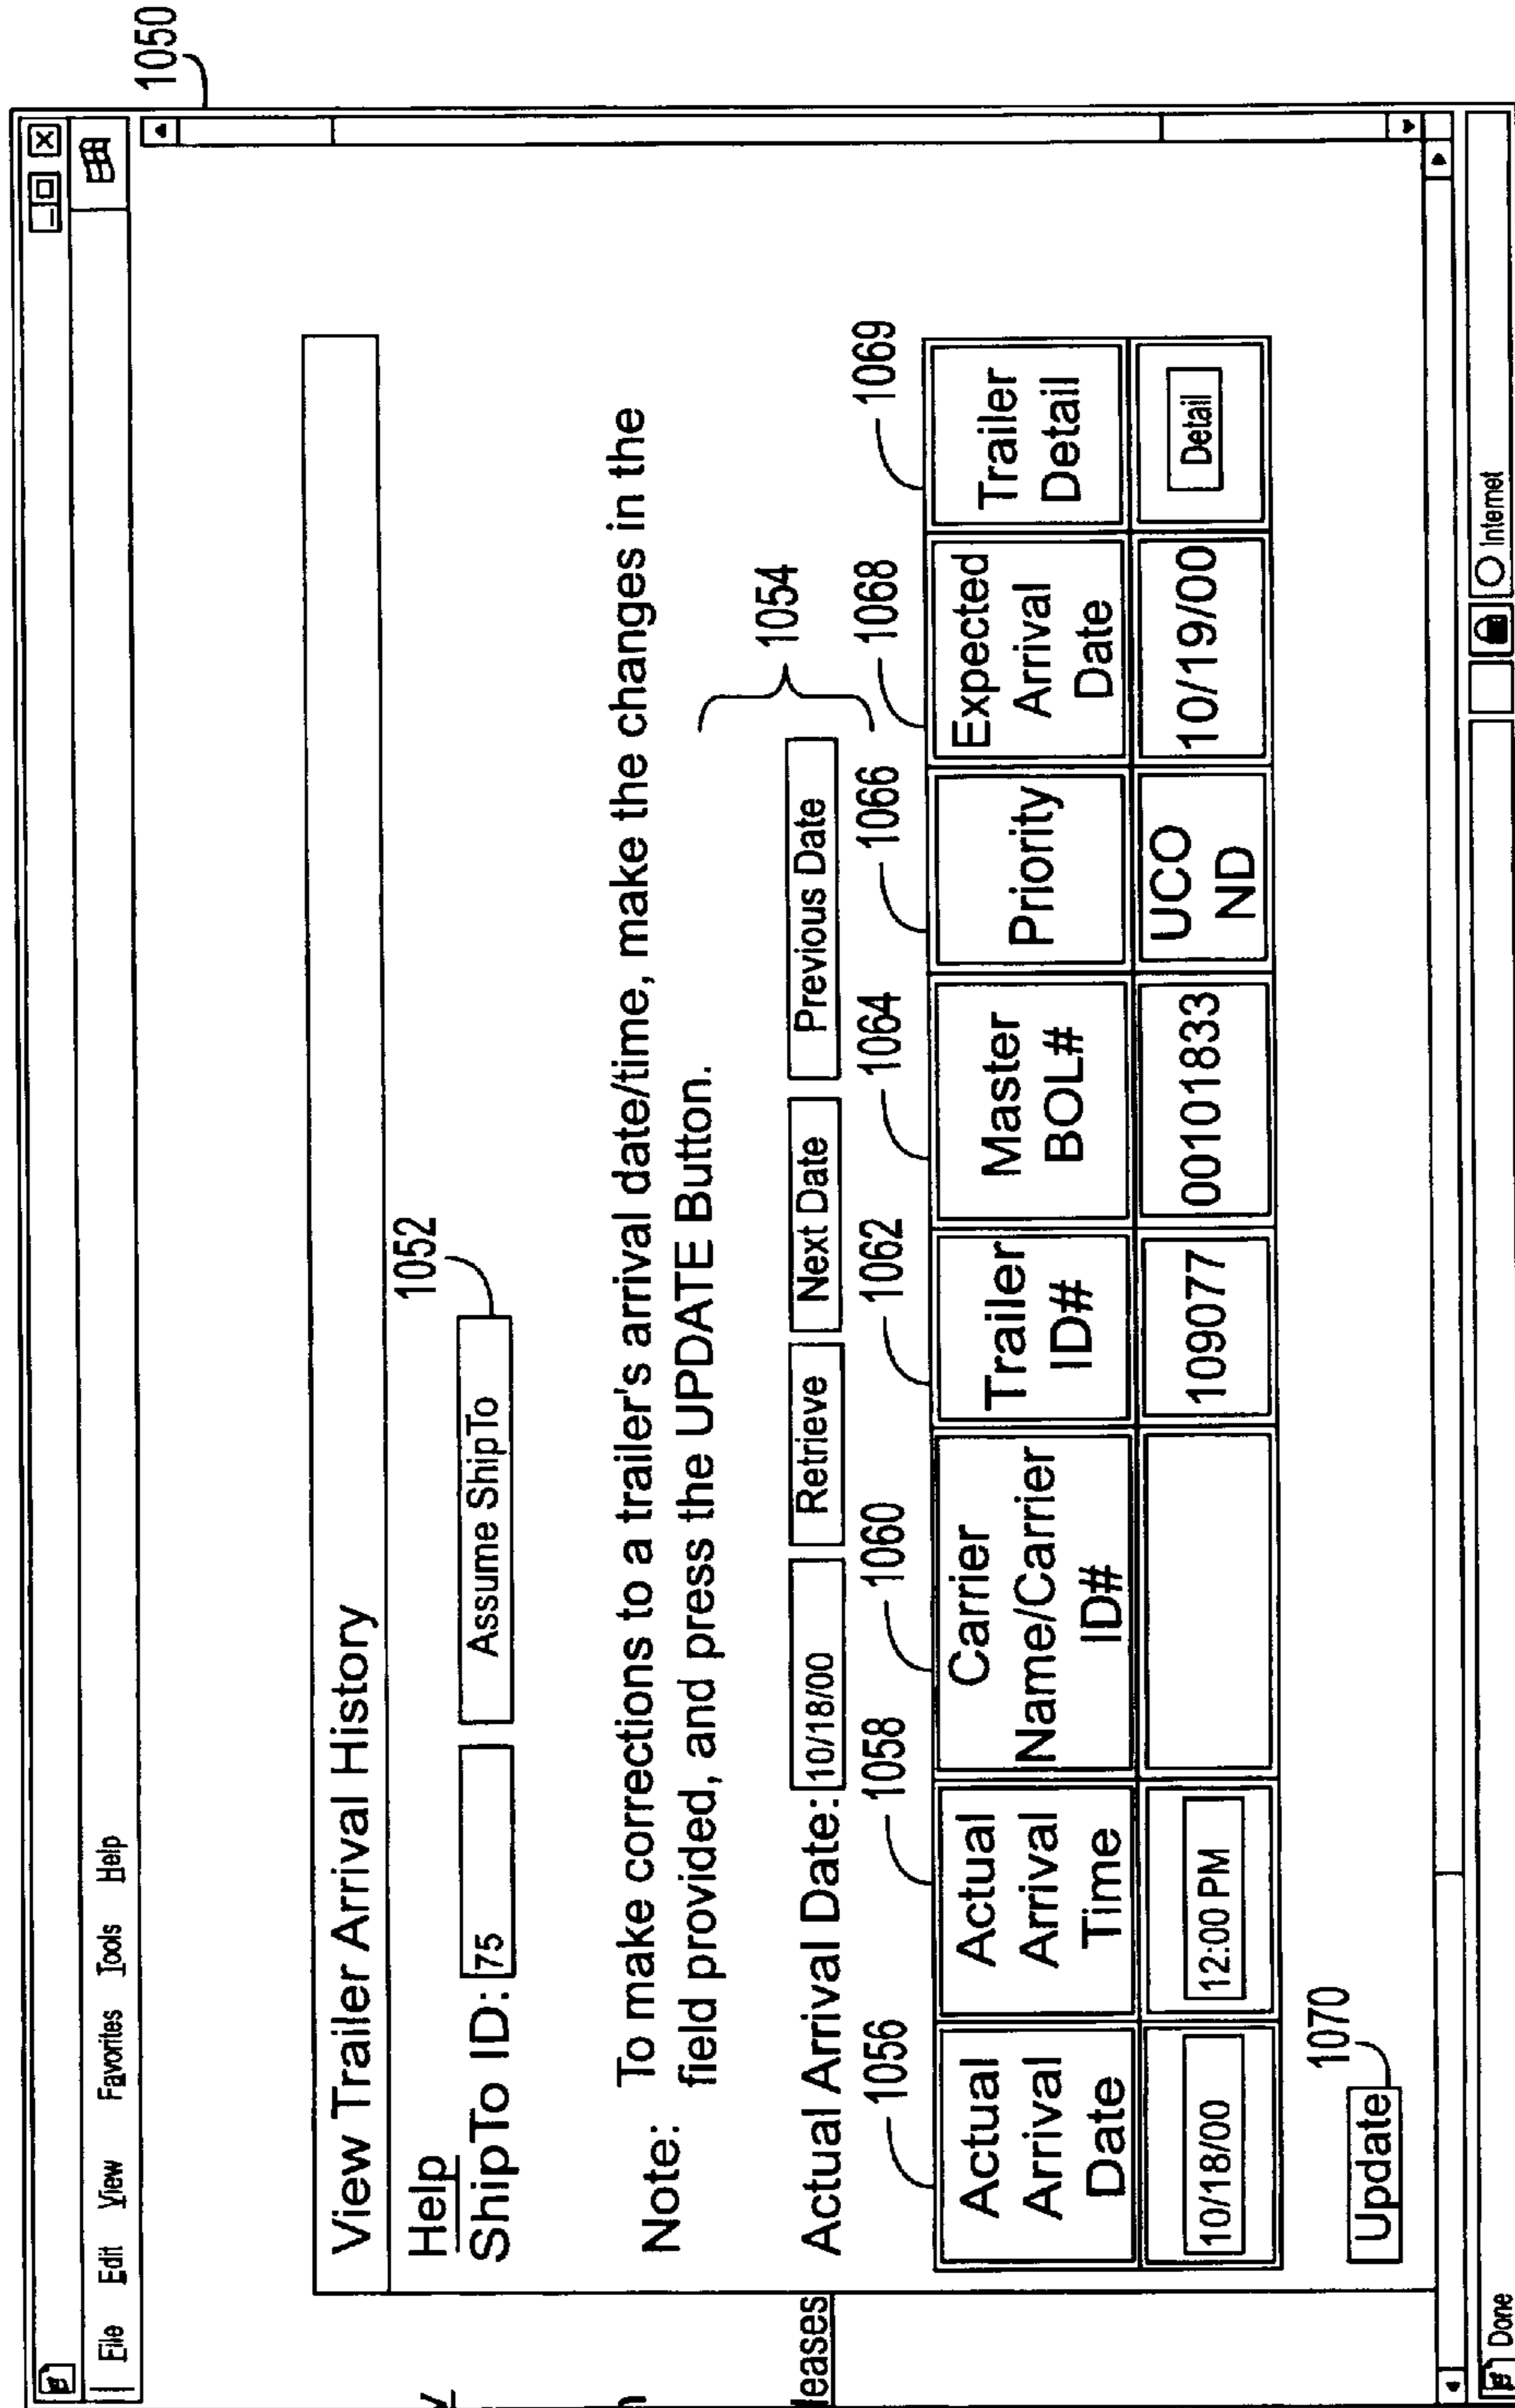 1050
File Edit View Favorites Tools Help
View Trailer Arrival History
Help
ShipTo ID: 75 Assume ShipTo
1052
Note: To make corrections to a trailer's arrival date/time, make the changes in the
field provided, and press the UPDATE Button.
1054
Actual Arrival Date: 10/18/00 Retrieve Next Date Previous Date
1056 1058 1060 1062 1064 1066 1068 1069
Actual Arrival Date
Actual Arrival Time
Carrier Name/Carrier ID#
Trailer ID#
Master BOL#
Priority
Expected Arrival Date
Trailer Detail
10/18/00
12:00 PM
109077
00101833
UCO ND
10/19/00
Detail
Update
1070
leases
Done
Internet